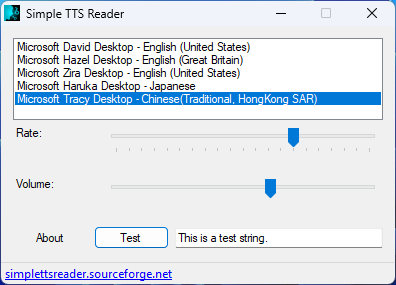 Simple TTS Reader
Microsoft David Desktop - English (United States)
Microsoft Hazel Desktop - English (Great Britain)
Microsoft Zira Desktop - English (United States)
Microsoft Haruka Desktop - Japanese
Microsoft Tracy Desktop - Chinese(Traditional, HongKong SAR)
Rate:
Volume:
About Test This is a test string.
simplettsreader.sourceforge.net